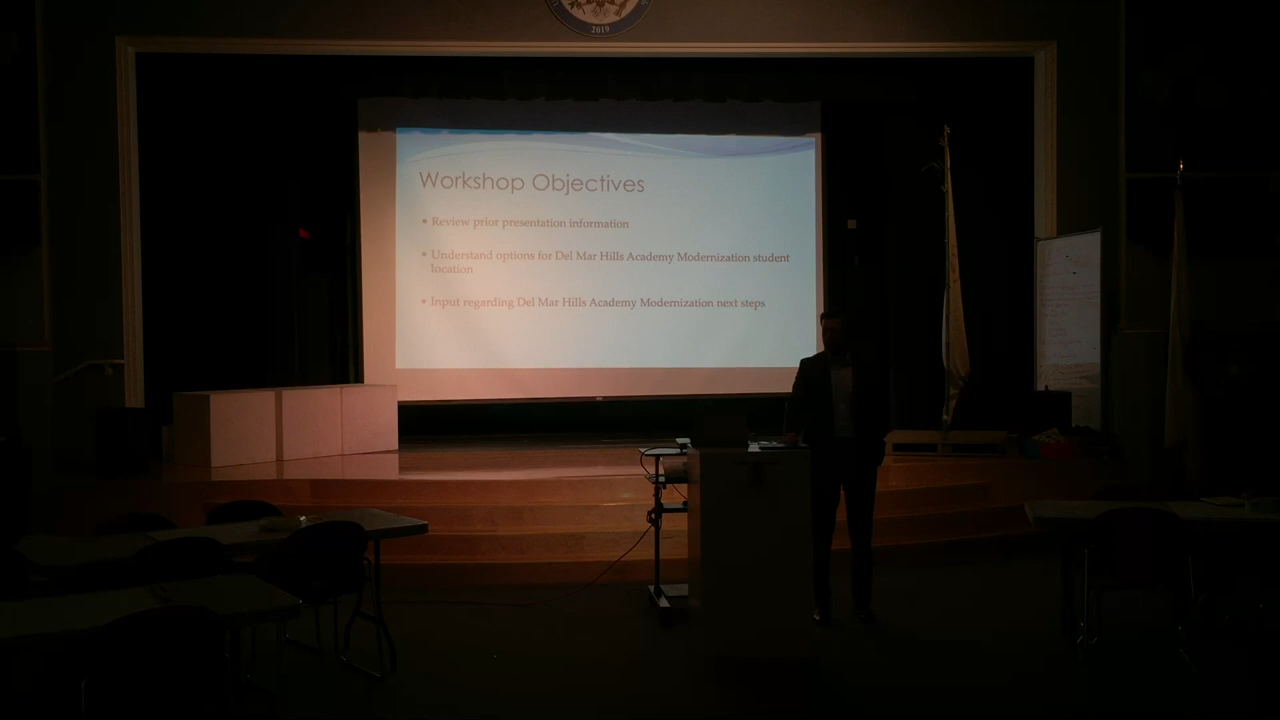 2019
Workshop Objectives
• Review prior presentation information
• Understand options for Del Mar Hills Academy Modernization student
location
• Input regarding Del Mar Hills Academy Modernization next steps